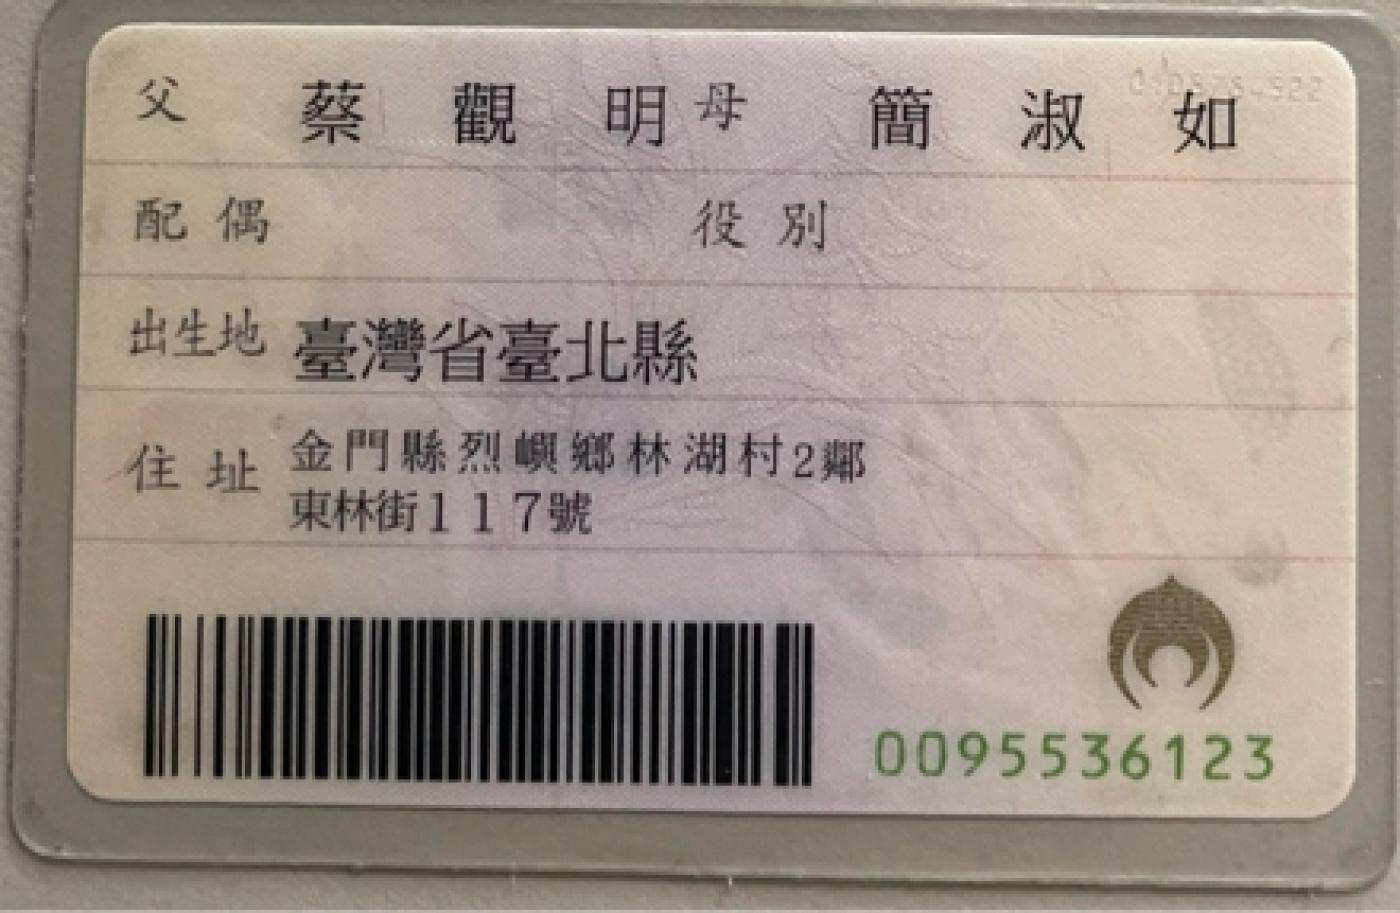 父 蔡觀明 母 簡淑如
配偶 役別
出生地 臺灣省臺北縣
住址 金門縣烈嶼鄉林湖村2鄰
東林街117號
0095536123